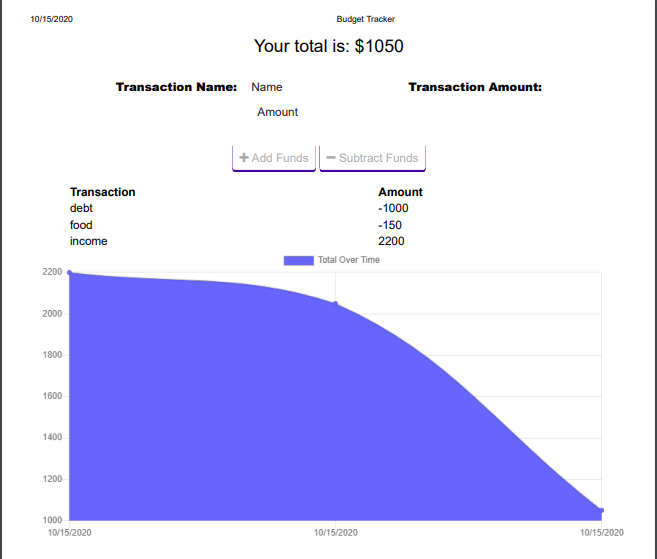 10/15/2020 Budget Tracker
Your total is: $1050
Transaction Name: Name Transaction Amount:
Amount
Add Funds Subtract Funds
Transaction Amount
debt -1000
food -150
income 2200
Total Over Time
2200
2000
1800
1600
1400
1200
1000
10/15/2020 10/15/2020 10/15/2020